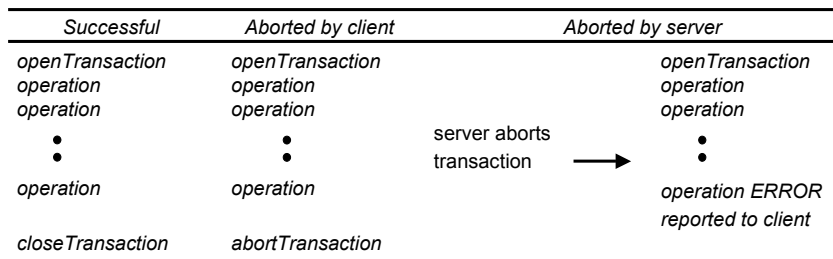 Successful Aborted by client Aborted by server
openTransaction openTransaction openTransaction
operation operation operation
operation operation operation
server aborts
transaction
operation operation operation ERROR
reported to client
closeTransaction abortTransaction